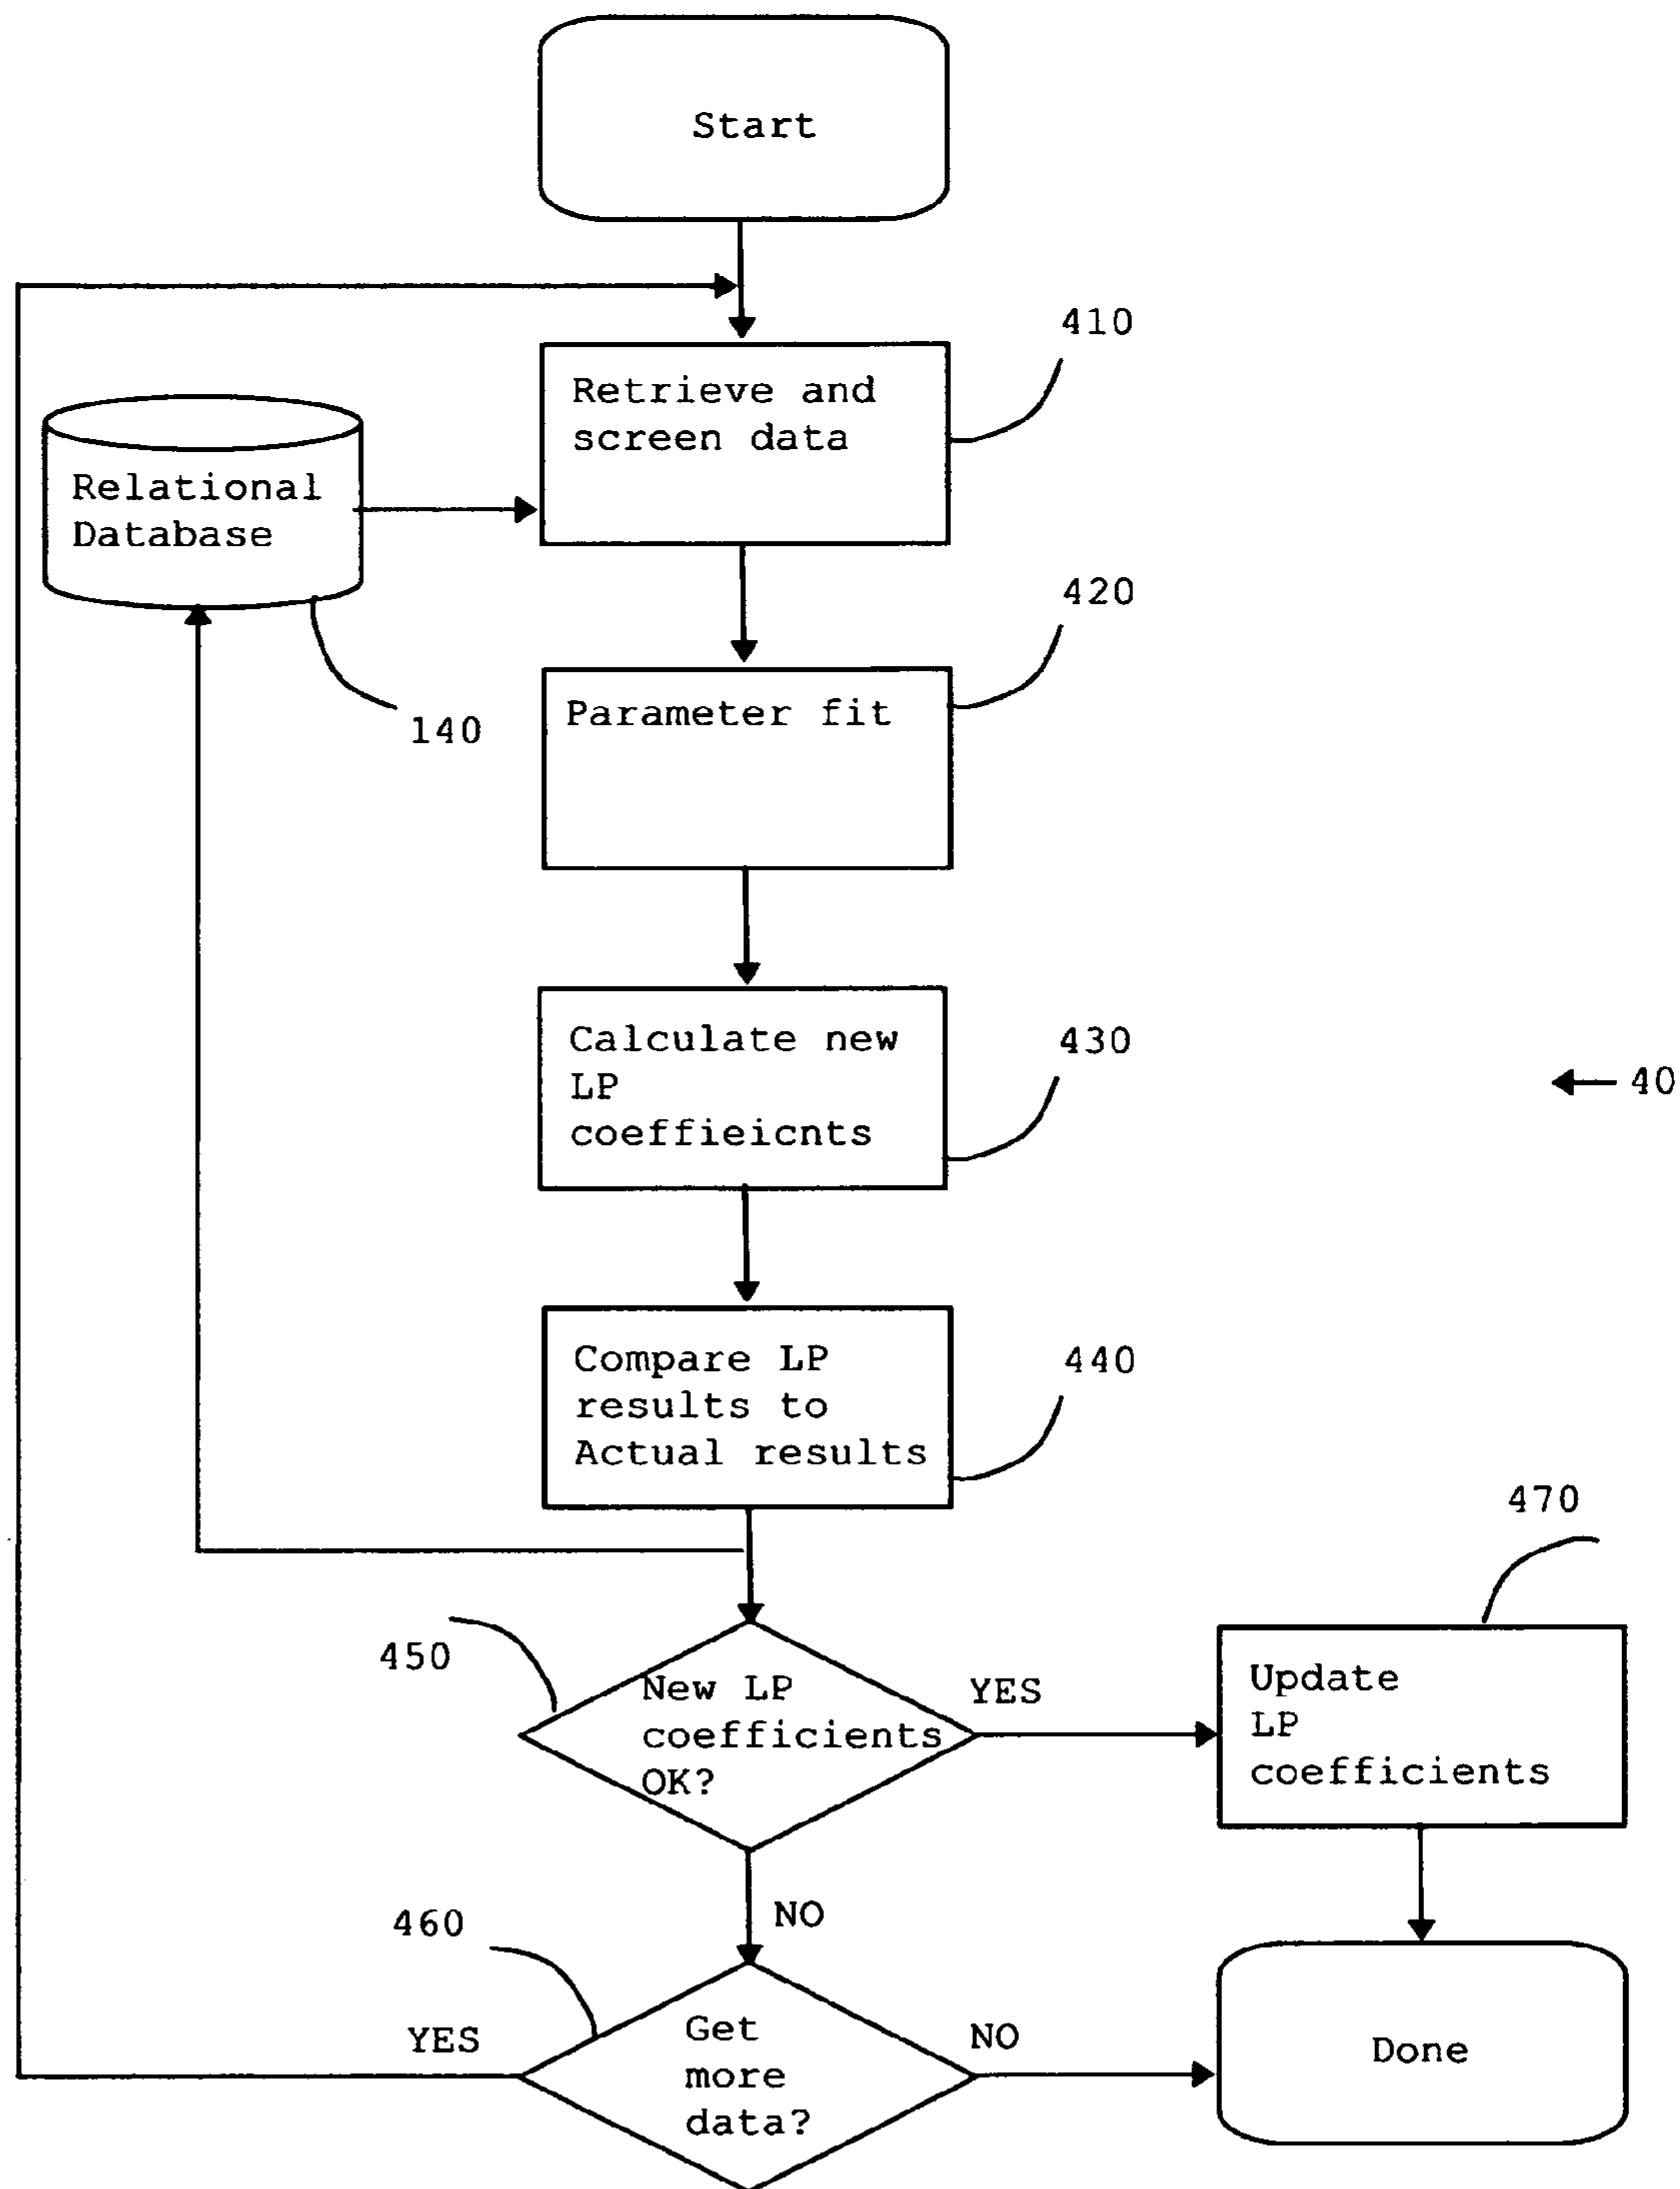 Start
410
Retrieve and
screen data
Relational
Database
140
420
Parameter fit
Calculate new
LP
coeffieicnts
430
40
Compare LP
results to
Actual results
440
470
450
New LP
coefficients
OK?
YES
Update
LP
coefficients
NO
460
YES
Get
more
data?
NO
Done